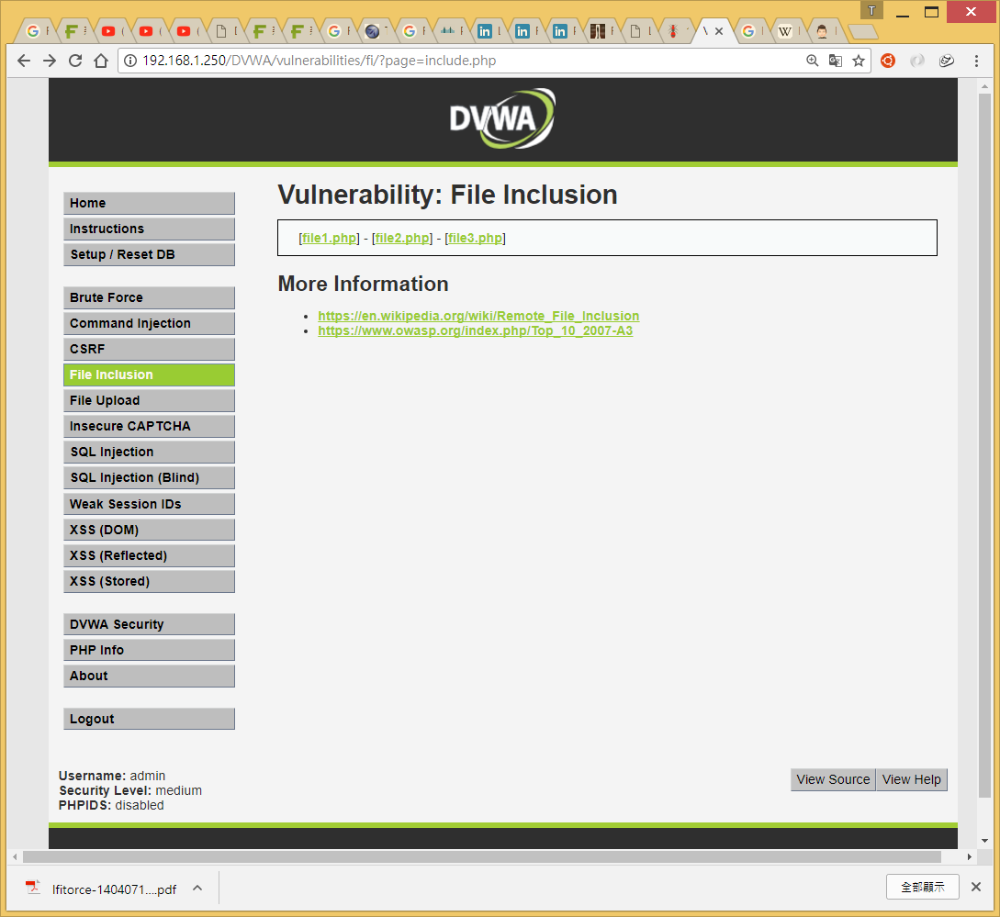 T
192.168.1.250/DVWA/vulnerabilities/fi/?page=include.php
DVWA
Home
Instructions
Setup / Reset DB
Brute Force
Command Injection
CSRF
File Inclusion
File Upload
Insecure CAPTCHA
SQL Injection
SQL Injection (Blind)
Weak Session IDs
XSS (DOM)
XSS (Reflected)
XSS (Stored)
DVWA Security
PHP Info
About
Logout
Vulnerability: File Inclusion
[file1.php] - [file2.php] - [file3.php]
More Information
https://en.wikipedia.org/wiki/Remote_File_Inclusion
https://www.owasp.org/index.php/Top_10_2007-A3
Username: admin
Security Level: medium
PHPIDS: disabled
View Source
View Help
lfitorce-1404071....pdf
全部顯示